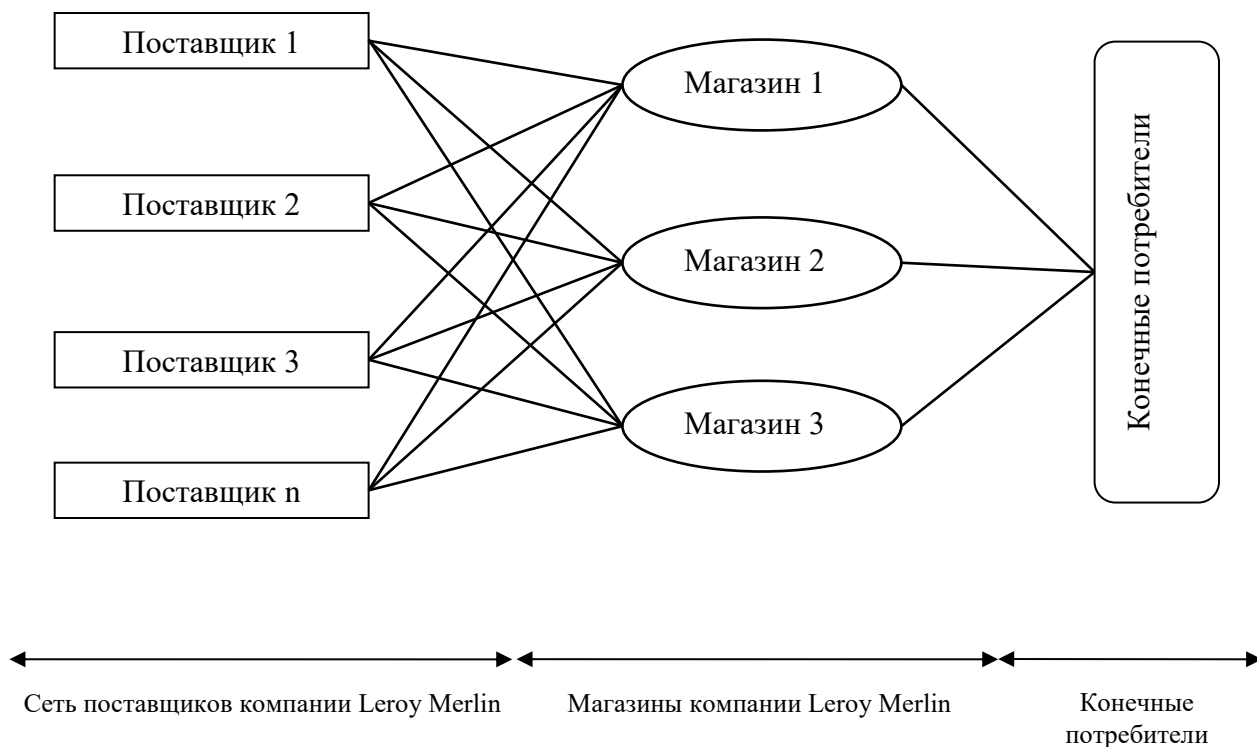 Поставщик 1
Поставщик 2
Поставщик 3
Поставщик n
Магазин 1
Магазин 2
Магазин 3
Конечные потребители
Сеть поставщиков компании Leroy Merlin
Магазины компании Leroy Merlin
Конечные
потребители